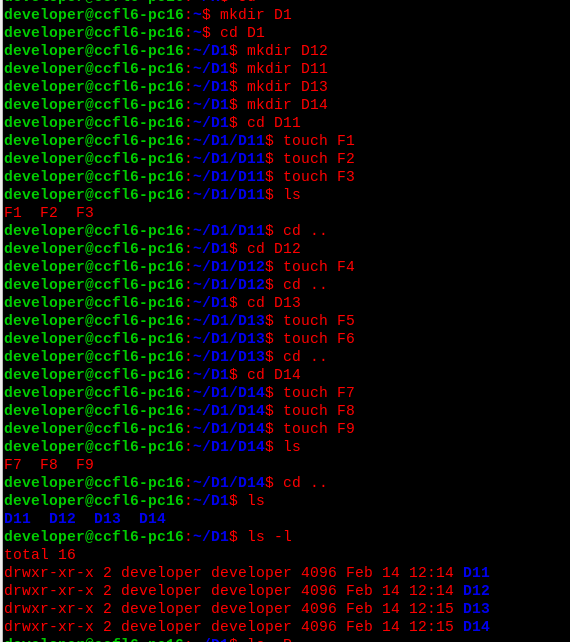 developer@ccfl6-pc16:~$ mkdir D1
developer@ccfl6-pc16:~$ cd D1
developer@ccfl6-pc16:~/D1$ mkdir D12
developer@ccfl6-pc16:~/D1$ mkdir D11
developer@ccfl6-pc16:~/D1$ mkdir D13
developer@ccfl6-pc16:~/D1$ mkdir D14
developer@ccfl6-pc16:~/D1$ cd D11
developer@ccfl6-pc16:~/D1/D11$ touch F1
developer@ccfl6-pc16:~/D1/D11$ touch F2
developer@ccfl6-pc16:~/D1/D11$ touch F3
developer@ccfl6-pc16:~/D1/D11$ ls
F1  F2  F3
developer@ccfl6-pc16:~/D1/D11$ cd ..
developer@ccfl6-pc16:~/D1$ cd D12
developer@ccfl6-pc16:~/D1/D12$ touch F4
developer@ccfl6-pc16:~/D1/D12$ cd ..
developer@ccfl6-pc16:~/D1$ cd D13
developer@ccfl6-pc16:~/D1/D13$ touch F5
developer@ccfl6-pc16:~/D1/D13$ touch F6
developer@ccfl6-pc16:~/D1/D13$ cd ..
developer@ccfl6-pc16:~/D1$ cd D14
developer@ccfl6-pc16:~/D1/D14$ touch F7
developer@ccfl6-pc16:~/D1/D14$ touch F8
developer@ccfl6-pc16:~/D1/D14$ touch F9
developer@ccfl6-pc16:~/D1/D14$ ls
F7  F8  F9
developer@ccfl6-pc16:~/D1/D14$ cd ..
developer@ccfl6-pc16:~/D1$ ls
D11  D12  D13  D14
developer@ccfl6-pc16:~/D1$ ls -l
total 16
drwxr-xr-x 2 developer developer 4096 Feb 14 12:14 D11
drwxr-xr-x 2 developer developer 4096 Feb 14 12:14 D12
drwxr-xr-x 2 developer developer 4096 Feb 14 12:15 D13
drwxr-xr-x 2 developer developer 4096 Feb 14 12:15 D14